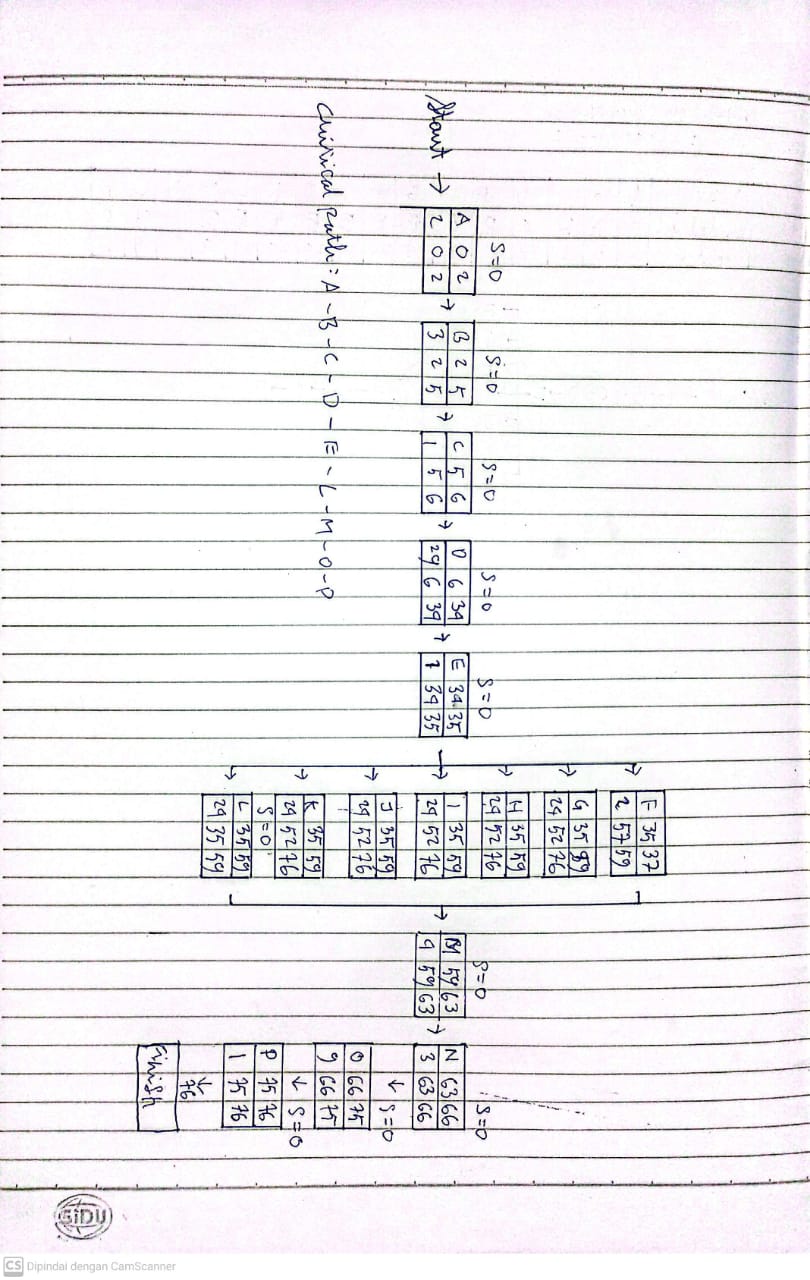 Start →
S=0
A 0 2
2 0 2
S=0
B 2 5
3 2 5
S=0
C 5 6
1 5 6
S=0
D 6 34
29 6 34
S=0
E 34 35
1 34 35
F 35 37
2 57 59
G 35 59
24 52 76
H 35 59
24 52 76
I 35 59
24 52 76
J 35 59
24 52 76
K 35 59
24 52 76
S=0
L 35 59
24 35 59
S=0
M 59 63
4 59 63
S=0
N 63 66
3 63 66
S=0
O 66 75
9 66 75
S=0
P 75 76
1 75 76
76
Finish
Critical path: A-B-C-D-E-L-M-O-P
SiDU
CS Dipindai dengan CamScanner